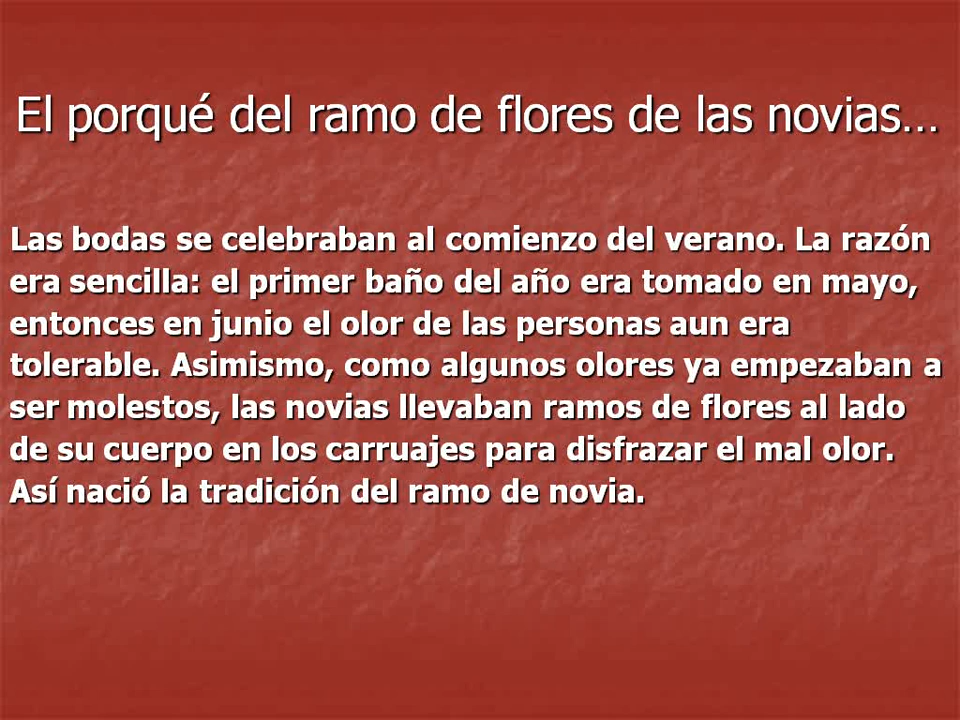 El porqué del ramo de flores de las novias...
Las bodas se celebraban al comienzo del verano. La razón
era sencilla: el primer baño del año era tomado en mayo,
entonces en junio el olor de las personas aun era
tolerable. Asimismo, como algunos olores ya empezaban a
ser molestos, las novias llevaban ramos de flores al lado
de su cuerpo en los carruajes para disfrazar el mal olor.
Así nació la tradición del ramo de novia.